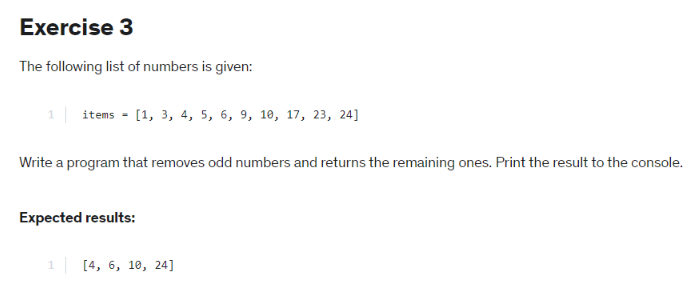 Exercise 3
The following list of numbers is given:
1 items = [1, 3, 4, 5, 6, 9, 10, 17, 23, 24]
Write a program that removes odd numbers and returns the remaining ones. Print the result to the console.
Expected results:
1 [4, 6, 10, 24]